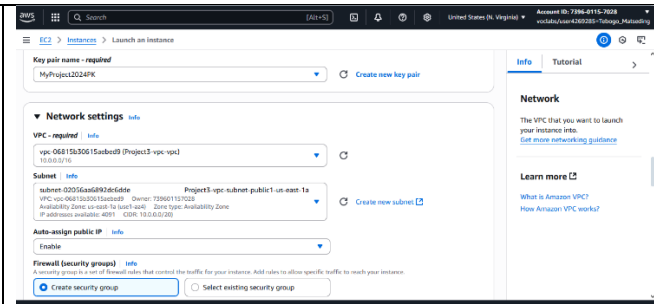 aws
Search
[Alt+S]
United States (N. Virginia)
Account ID: 7396-0115-7028
voclabs/user4269285=Tebogo_Matseding
EC2 > Instances > Launch an instance
Key pair name - required
MyProject2024PK
Create new key pair
Network settings Info
VPC - required | Info
vpc-06815b30615aebed9 (Project3-vpc-vpc)
10.0.0.0/16
Subnet | Info
subnet-02056aa6892dc6dde Project3-vpc-subnet-public1-us-east-1a
VPC: vpc-06815b30615aebed9 Owner: 739601157028
Availability Zone: us-east-1a (use1-az4) Zone type: Availability Zone
IP addresses available: 4091 CIDR: 10.0.0.0/20)
Create new subnet
Auto-assign public IP | Info
Enable
Firewall (security groups) | Info
A security group is a set of firewall rules that control the traffic for your instance. Add rules to allow specific traffic to reach your instance.
Create security group
Select existing security group
Info
Tutorial
Network
The VPC that you want to launch
your instance into.
Get more networking guidance
Learn more
What is Amazon VPC?
How Amazon VPC works?